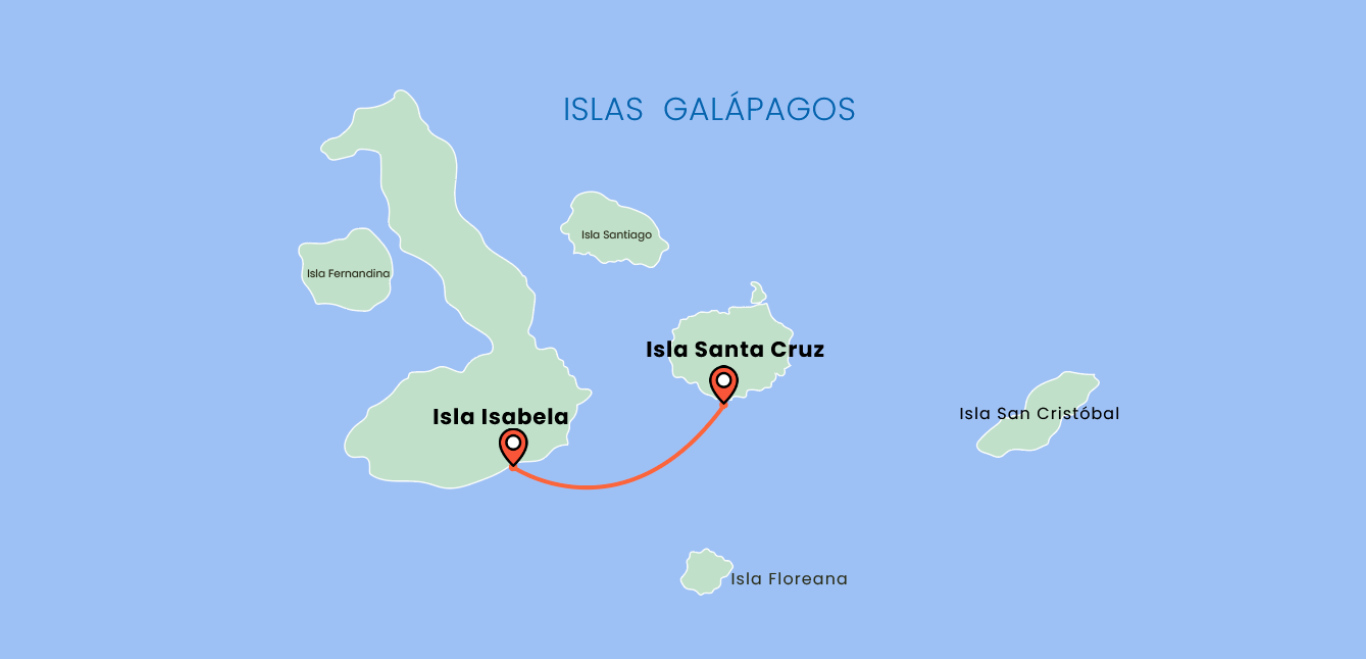 ISLAS GALÁPAGOS
Isla Santiago
Isla Fernandina
Isla Santa Cruz
Isla Isabela
Isla San Cristóbal
Isla Floreana